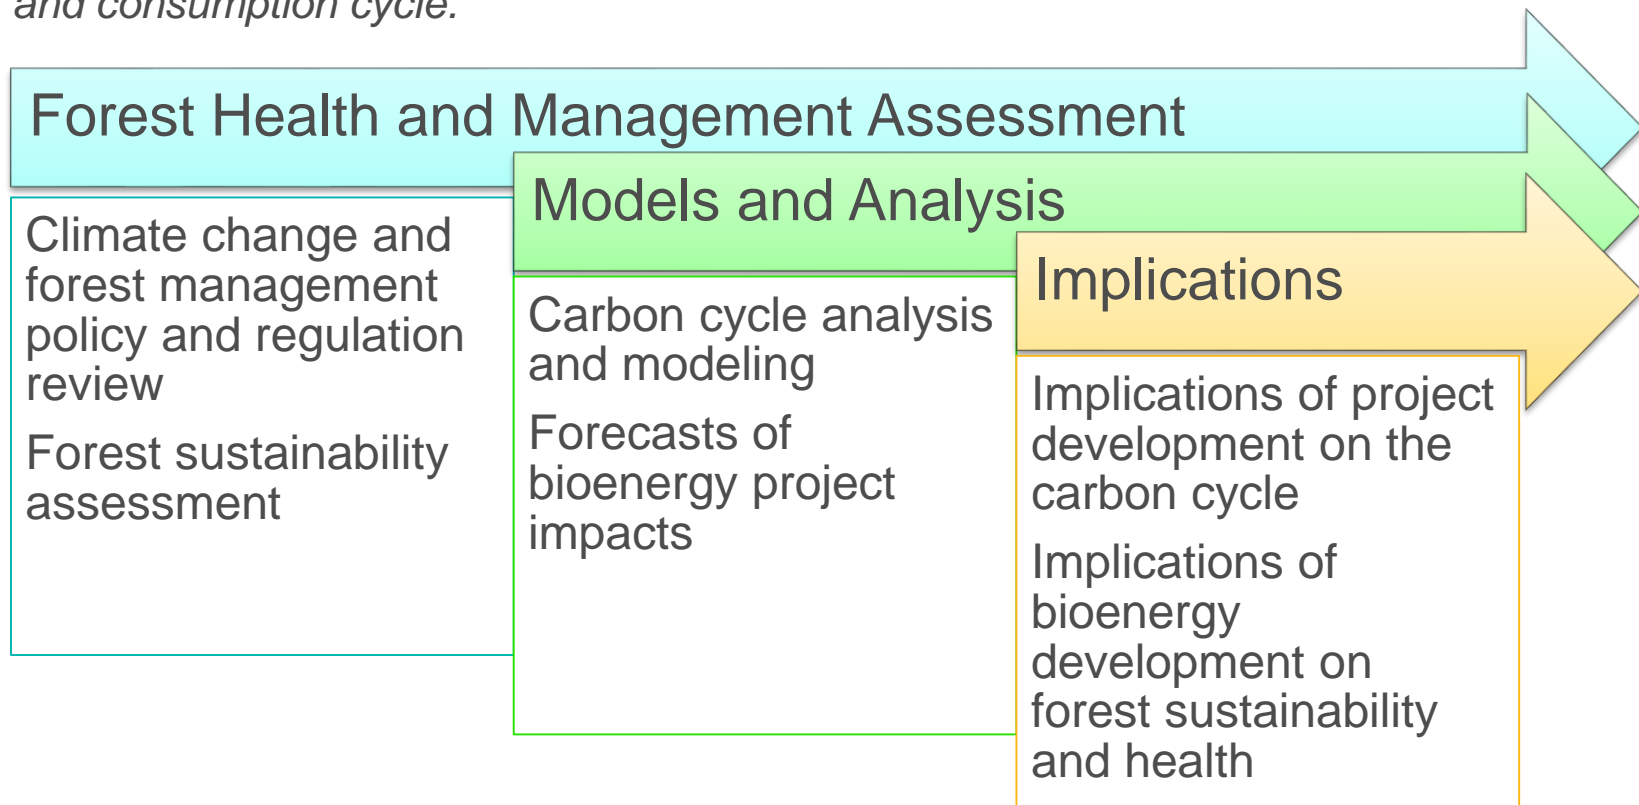 and consumption cycle.
Forest Health and Management Assessment
Models and Analysis
Implications
Climate change and
forest management
policy and regulation
review
Forest sustainability
assessment
Carbon cycle analysis
and modeling
Forecasts of
bioenergy project
impacts
Implications of project
development on the
carbon cycle
Implications of
bioenergy
development on
forest sustainability
and health